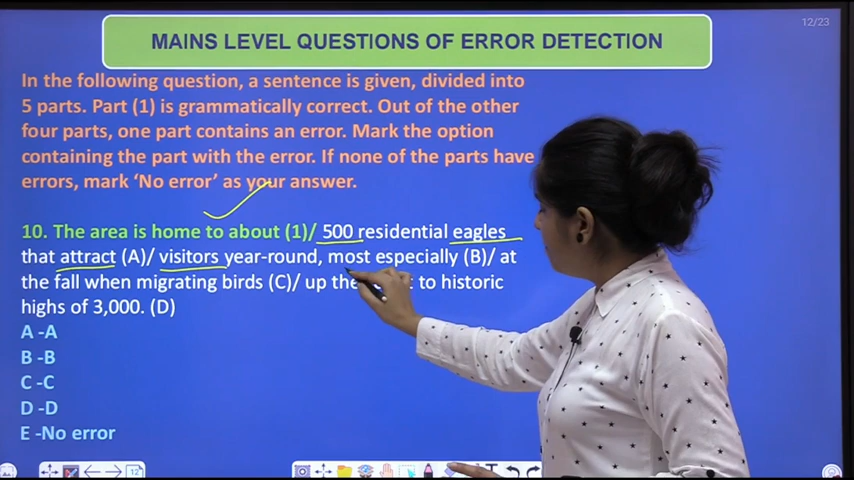 12/23
MAINS LEVEL QUESTIONS OF ERROR DETECTION
In the following question, a sentence is given, divided into
5 parts. Part (1) is grammatically correct. Out of the other
four parts, one part contains an error. Mark the option
containing the part with the error. If none of the parts have
errors, mark ‘No error’ as your answer.
10. The area is home to about (1)/ 500 residential eagles
that attract (A)/ visitors year-round, most especially (B)/ at
the fall when migrating birds (C)/ up the to historic
highs of 3,000. (D)
A -A
B -B
C -C
D -D
E -No error
12